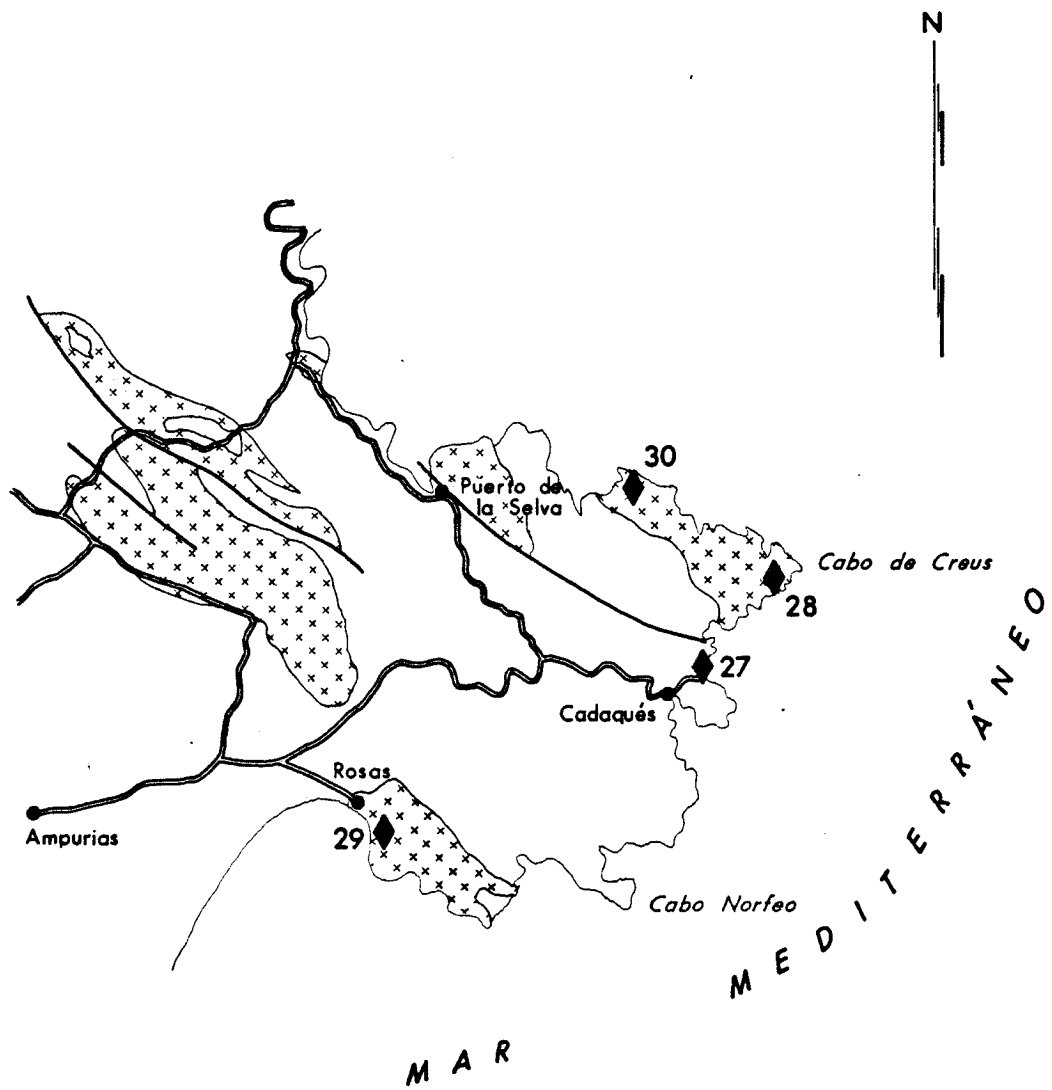 N
30
Puerto de
la Selva
Cabo de Creus
28
27
Cadaqués
Rosas
29
Ampurias
Cabo Norfeo
MAR MEDITERRÁNEO